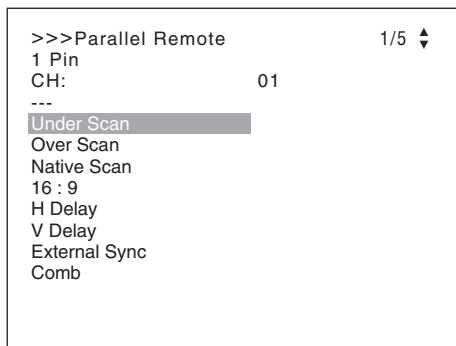 >>>Parallel Remote 1/5
1 Pin
CH: 01
---
Under Scan
Over Scan
Native Scan
16 : 9
H Delay
V Delay
External Sync
Comb